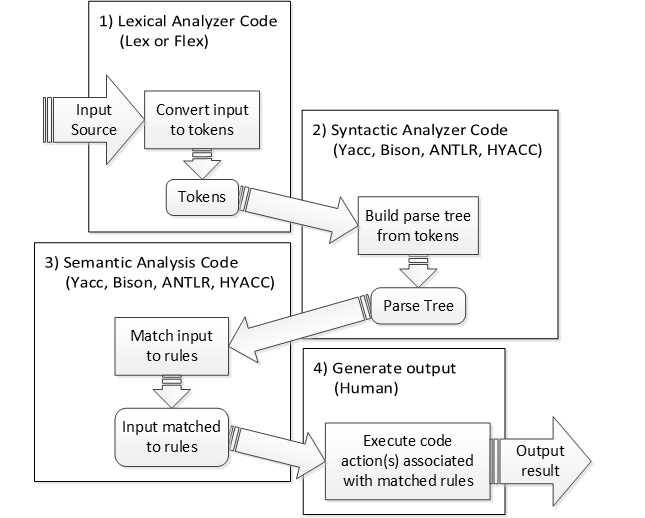 1) Lexical Analyzer Code
(Lex or Flex)
Input
Source
Convert input
to tokens
Tokens
2) Syntactic Analyzer Code
(Yacc, Bison, ANTLR, HYACC)
Build parse tree
from tokens
Parse Tree
3) Semantic Analysis Code
(Yacc, Bison, ANTLR, HYACC)
Match input
to rules
Input matched
to rules
4) Generate output
(Human)
Execute code
action(s) associated
with matched rules
Output
result